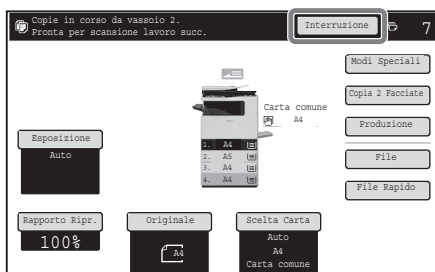 Copie in corso da vassoio 2.
Pronta per scansione lavoro succ.
Interruzione
7
Modi Speciali
Copia 2 Facciate
Produzione
File
File Rapido
Carta comune
A4
1. A4
2. A5
3. A4
4. A4
Esposizione
Auto
Rapporto Ripr.
100%
Originale
A4
Scelta Carta
Auto
A4
Carta comune